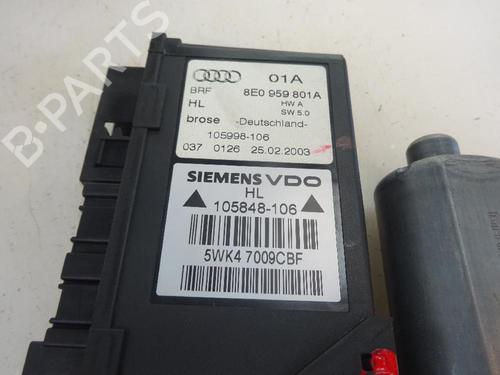 01A
BRF 8E0 959 801A
HL HW A
SW 5.0
brose -Deutschland-
105998-106
037 0126 25.02.2003
SIEMENS VDO
HL
105848-106
5WK4 7009CBF
B-PARTS